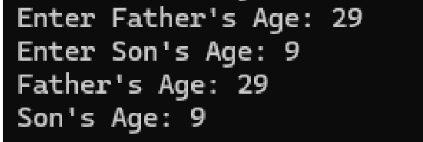 Enter Father's Age: 29
Enter Son's Age: 9
Father's Age: 29
Son's Age: 9